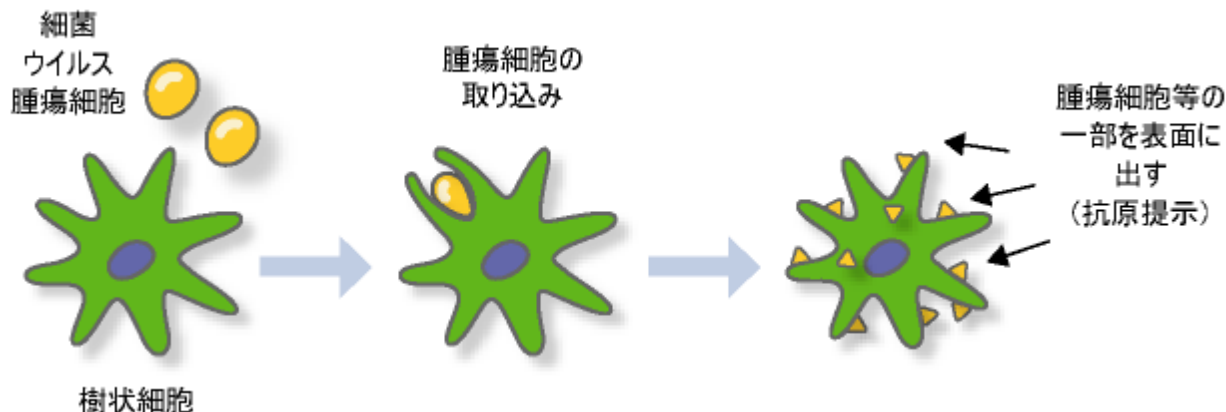 細菌
ウイルス
腫瘍細胞
樹状細胞
腫瘍細胞の
取り込み
腫瘍細胞等の
一部を表面に
出す
（抗原提示）